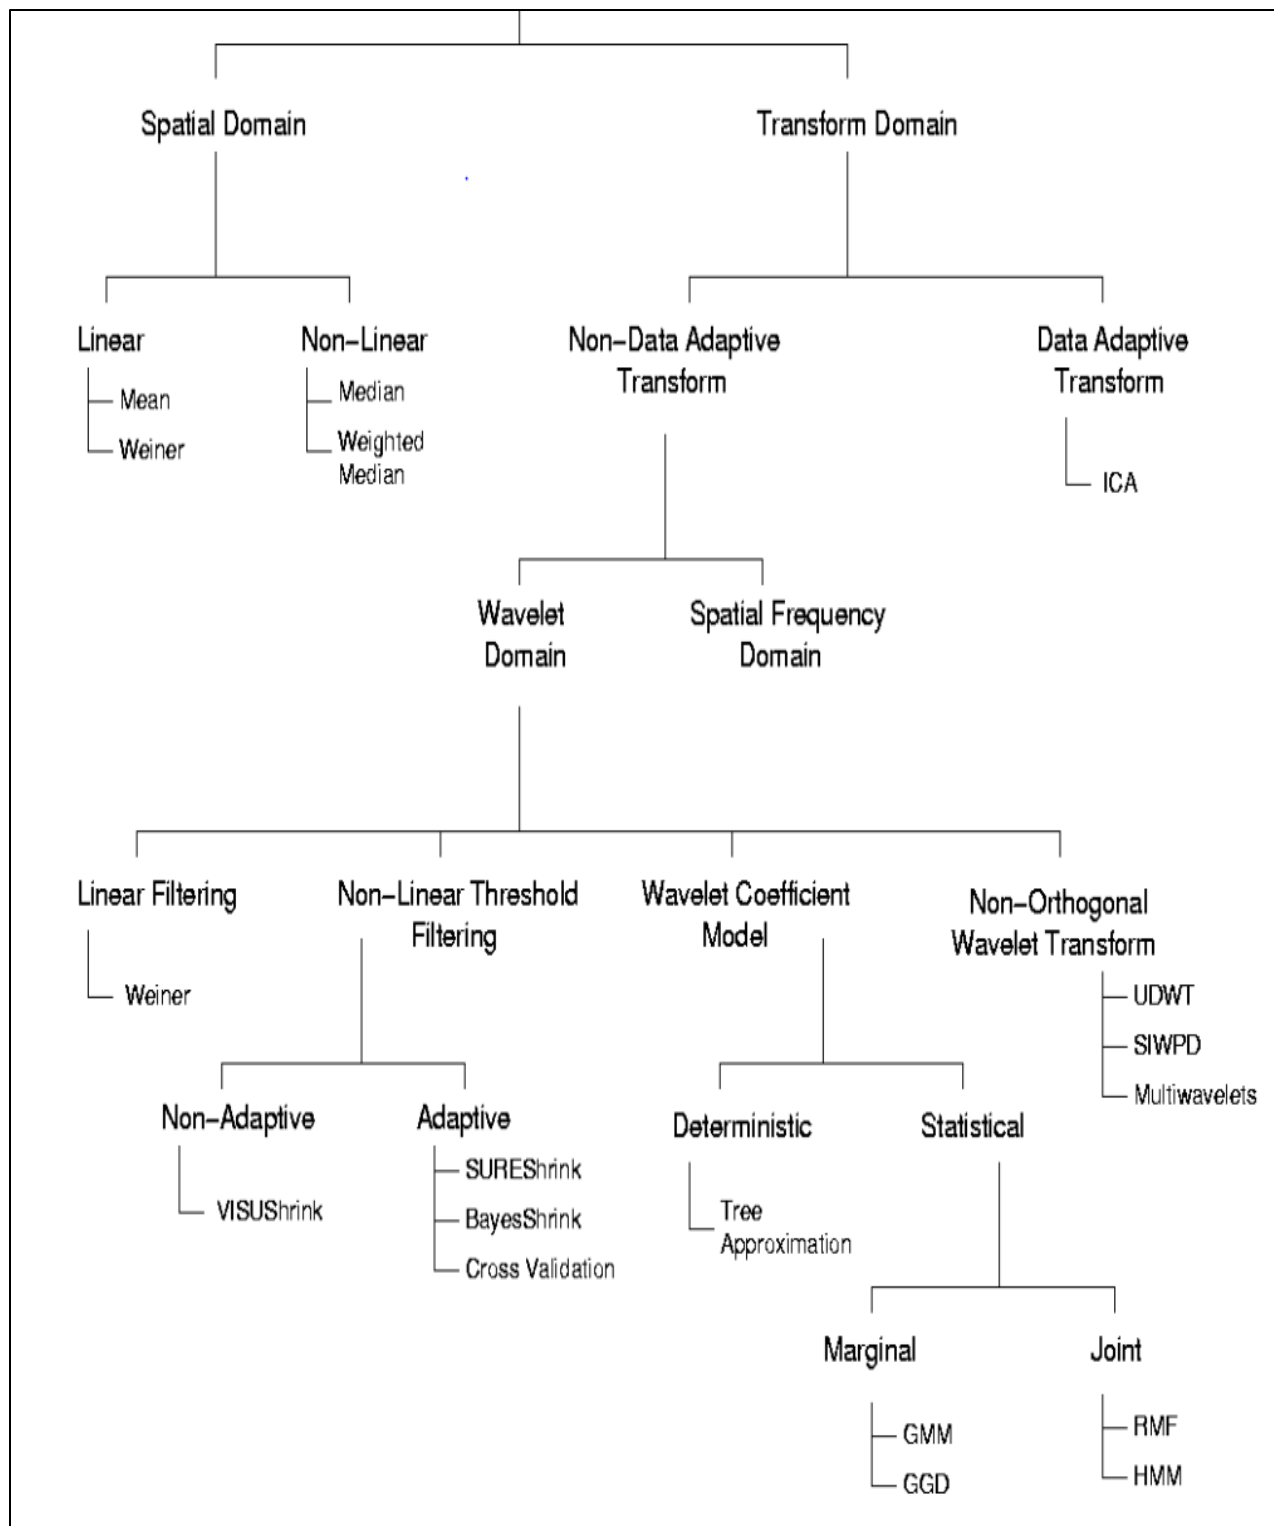 Spatial Domain
Transform Domain
Linear
Mean
Weiner
Non-Linear
Median
Weighted
Median
Non-Data Adaptive
Transform
Data Adaptive
Transform
ICA
Wavelet
Domain
Spatial Frequency
Domain
Linear Filtering
Weiner
Non-Linear Threshold
Filtering
Wavelet Coefficient
Model
Non-Orthogonal
Wavelet Transform
UDWT
SIWPD
Multiwavelets
Non-Adaptive
VISUShrink
Adaptive
SUREShrink
BayesShrink
Cross Validation
Deterministic
Tree
Approximation
Statistical
Marginal
GMM
GGD
Joint
RMF
HMM